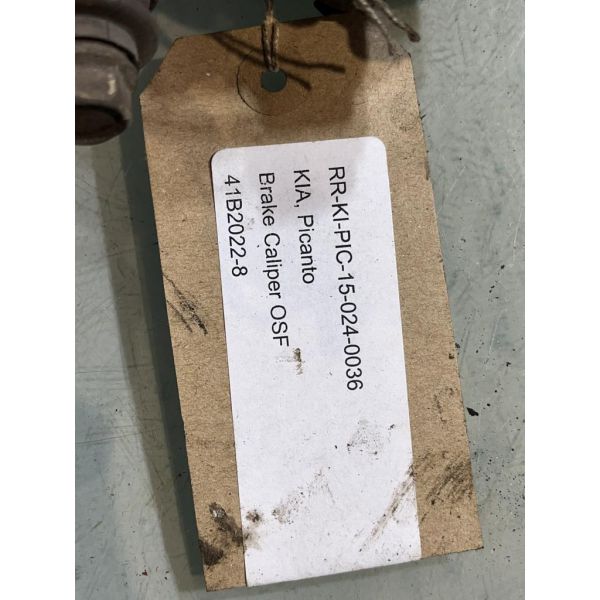 RR-KI-PIC-15-024-0036
KIA, Picanto
Brake Caliper OSF
41B2022-8